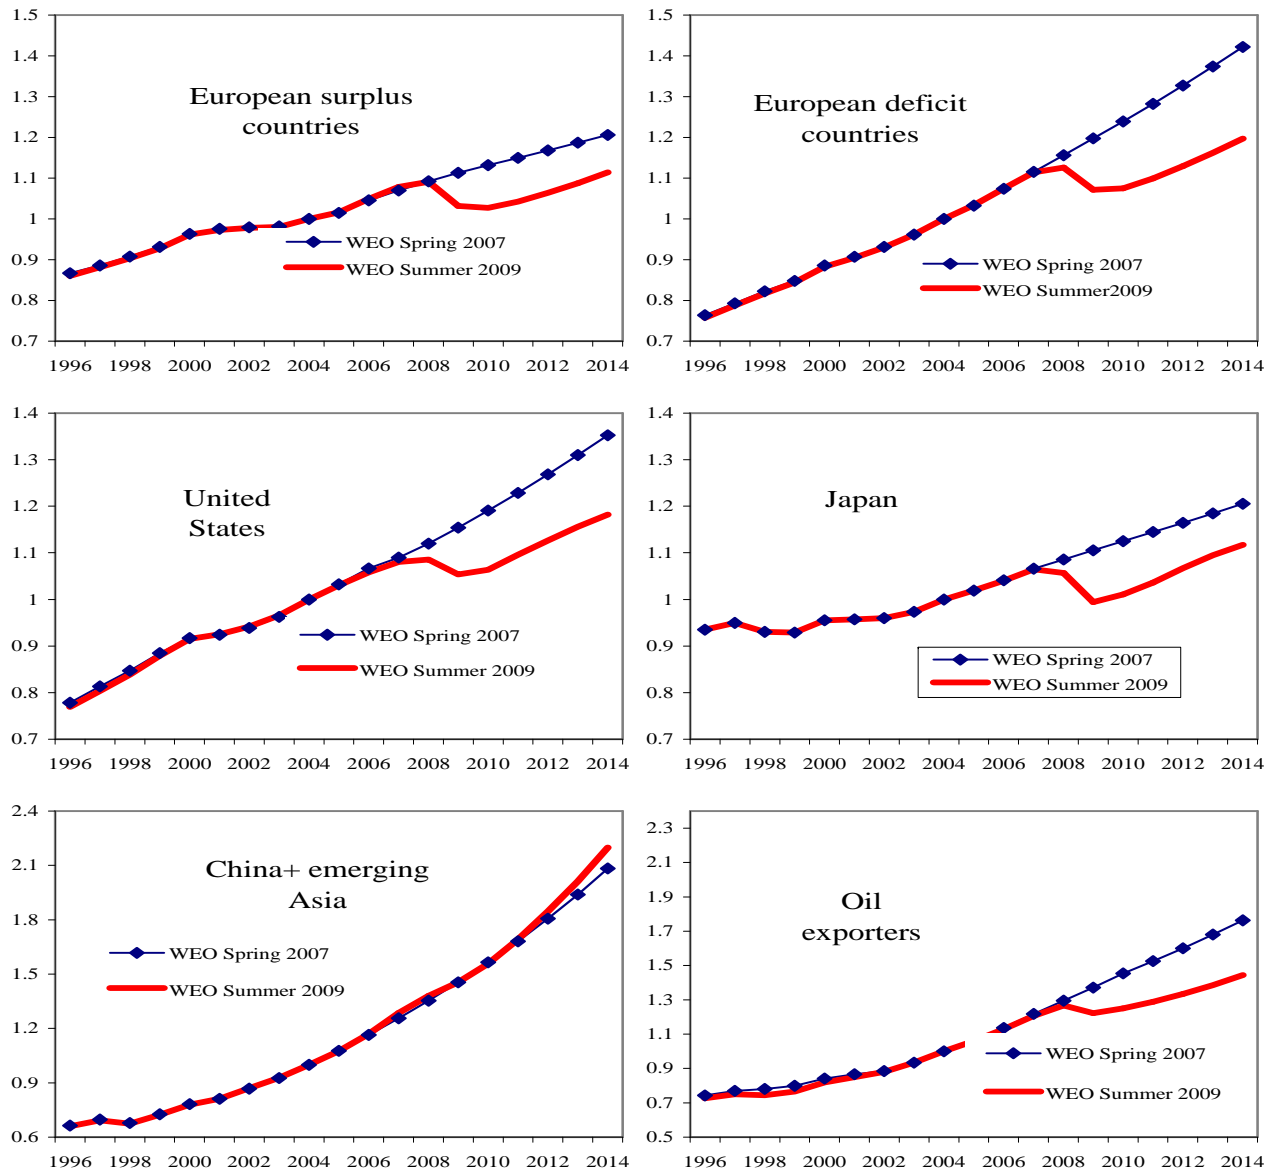 1.5
1.4
1.3
1.2
1.1
1
0.9
0.8
0.7
European surplus
countries
WEO Spring 2007
WEO Summer 2009
1996 1998 2000 2002 2004 2006 2008 2010 2012 2014
1.5
1.4
1.3
1.2
1.1
1
0.9
0.8
0.7
European deficit
countries
WEO Spring 2007
WEO Summer2009
1996 1998 2000 2002 2004 2006 2008 2010 2012 2014
1.4
1.3
1.2
1.1
1
0.9
0.8
0.7
United
States
WEO Spring 2007
WEO Summer 2009
1996 1998 2000 2002 2004 2006 2008 2010 2012 2014
1.4
1.3
1.2
1.1
1
0.9
0.8
0.7
Japan
WEO Spring 2007
WEO Summer 2009
1996 1998 2000 2002 2004 2006 2008 2010 2012 2014
2.4
2.1
1.8
1.5
1.2
0.9
0.6
China+ emerging
Asia
WEO Spring 2007
WEO Summer 2009
1996 1998 2000 2002 2004 2006 2008 2010 2012 2014
2.3
2.1
1.9
1.7
1.5
1.3
1.1
0.9
0.7
0.5
Oil
exporters
WEO Spring 2007
WEO Summer 2009
1996 1998 2000 2002 2004 2006 2008 2010 2012 2014